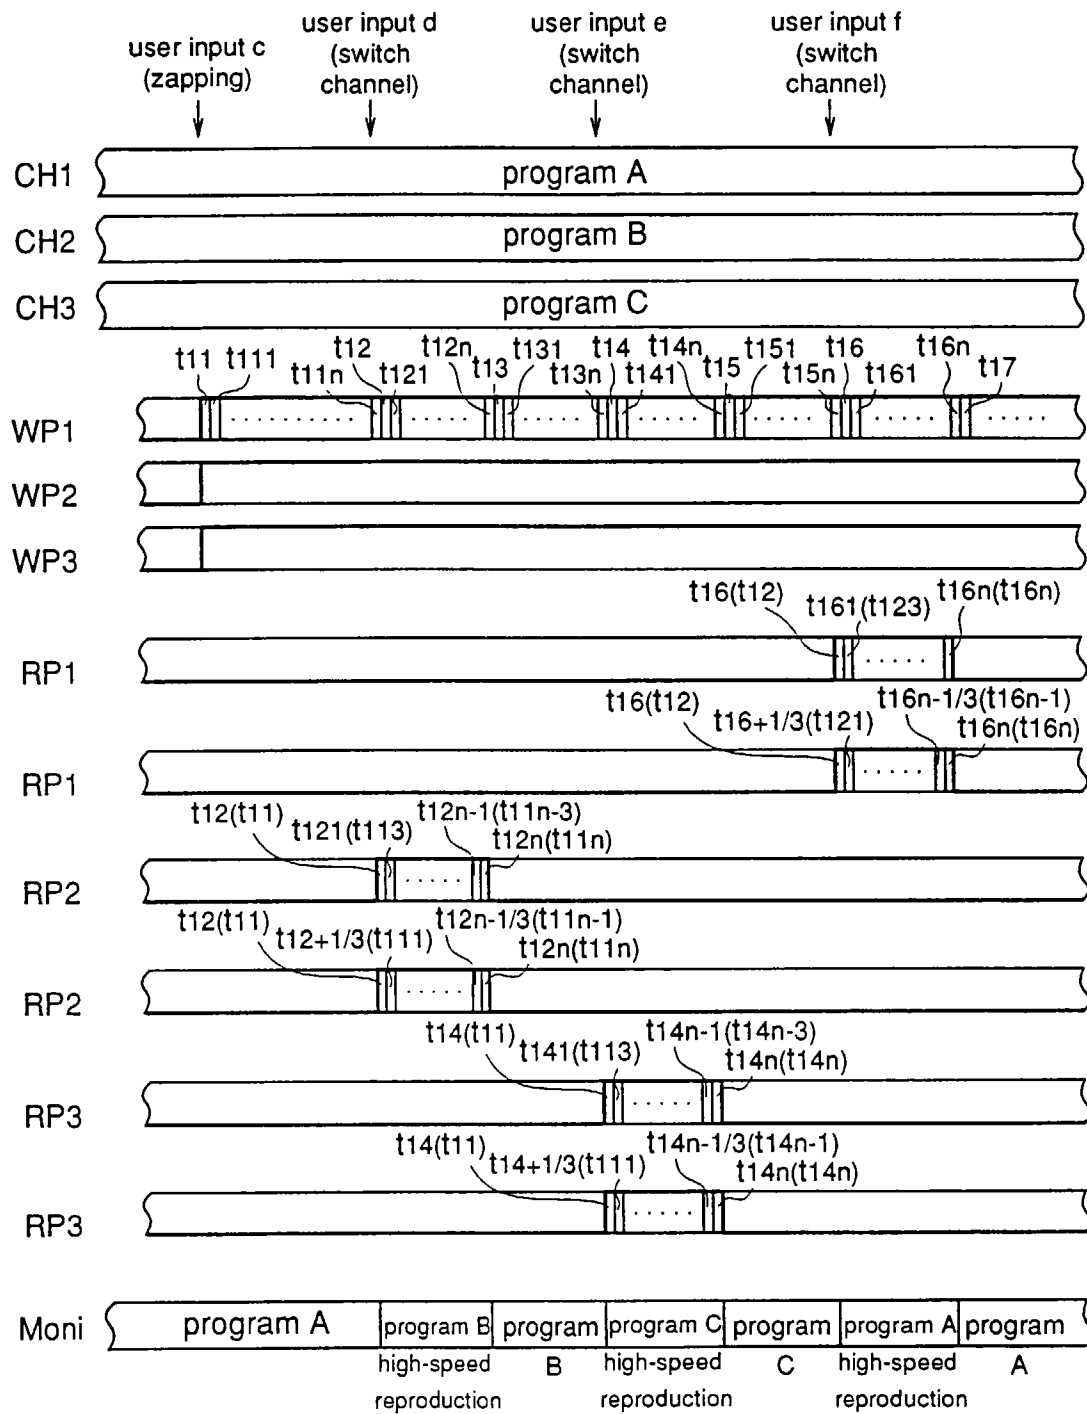 user input c
(zapping)
user input d
(switch
channel)
user input e
(switch
channel)
user input f
(switch
channel)
CH1 program A
CH2 program B
CH3 program C
t11 t111 t11n t12 t121 t12n t13 t131 t13n t14 t141 t14n t15 t151 t15n t16 t161 t16n t17
WP1
WP2
WP3
t16(t12) t161(t123) t16n(t16n)
RP1
t16(t12) t16+1/3(t121) t16n-1/3(t16n-1) t16n(t16n)
RP1
t12(t11) t121(t113) t12n-1(t11n-3) t12n(t11n)
RP2
t12(t11) t12+1/3(t111) t12n-1/3(t11n-1) t12n(t11n)
RP2
t14(t11) t141(t113) t14n-1(t14n-3) t14n(t14n)
RP3
t14(t11) t14+1/3(t111) t14n-1/3(t14n-1) t14n(t14n)
RP3
Moni program A program B program program C program program A program
high-speed B high-speed C high-speed A
reproduction reproduction reproduction